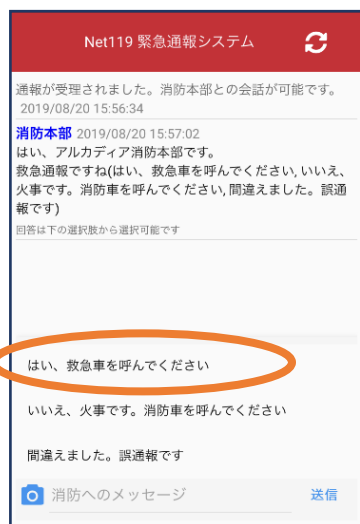 Net119 緊急通報システム
通報が受理されました。消防本部との会話が可能です。
2019/08/20 15:56:34
消防本部 2019/08/20 15:57:02
はい、アルカディア消防本部です。
救急通報ですね(はい、救急車を呼んでください, いいえ、
火事です。消防車を呼んでください, 間違えました。誤通
報です)
回答は下の選択肢から選択可能です
はい、救急車を呼んでください
いいえ、火事です。消防車を呼んでください
間違えました。誤通報です
消防へのメッセージ 送信